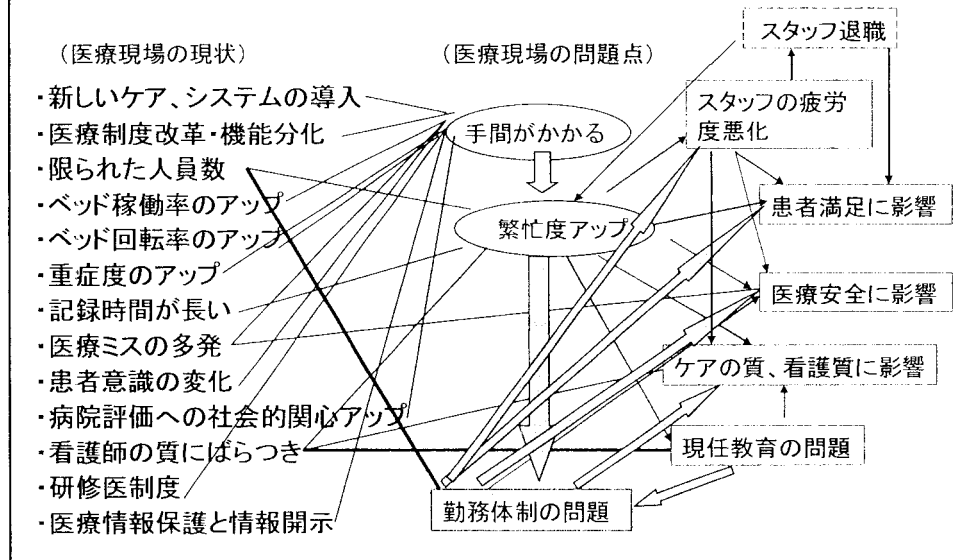 (医療現場の現状)
・新しいケア、システムの導入
・医療制度改革・機能分化
・限られた人員数
・ベッド稼働率のアップ
・ベッド回転率のアップ
・重症度のアップ
・記録時間が長い
・医療ミスの多発
・患者意識の変化
・病院評価への社会的関心アップ
・看護師の質にばらつき
・研修医制度
・医療情報保護と情報開示
(医療現場の問題点)
手間がかかる
繁忙度アップ
勤務体制の問題
スタッフ退職
スタッフの疲労
度悪化
患者満足に影響
医療安全に影響
ケアの質、看護質に影響
現任教育の問題